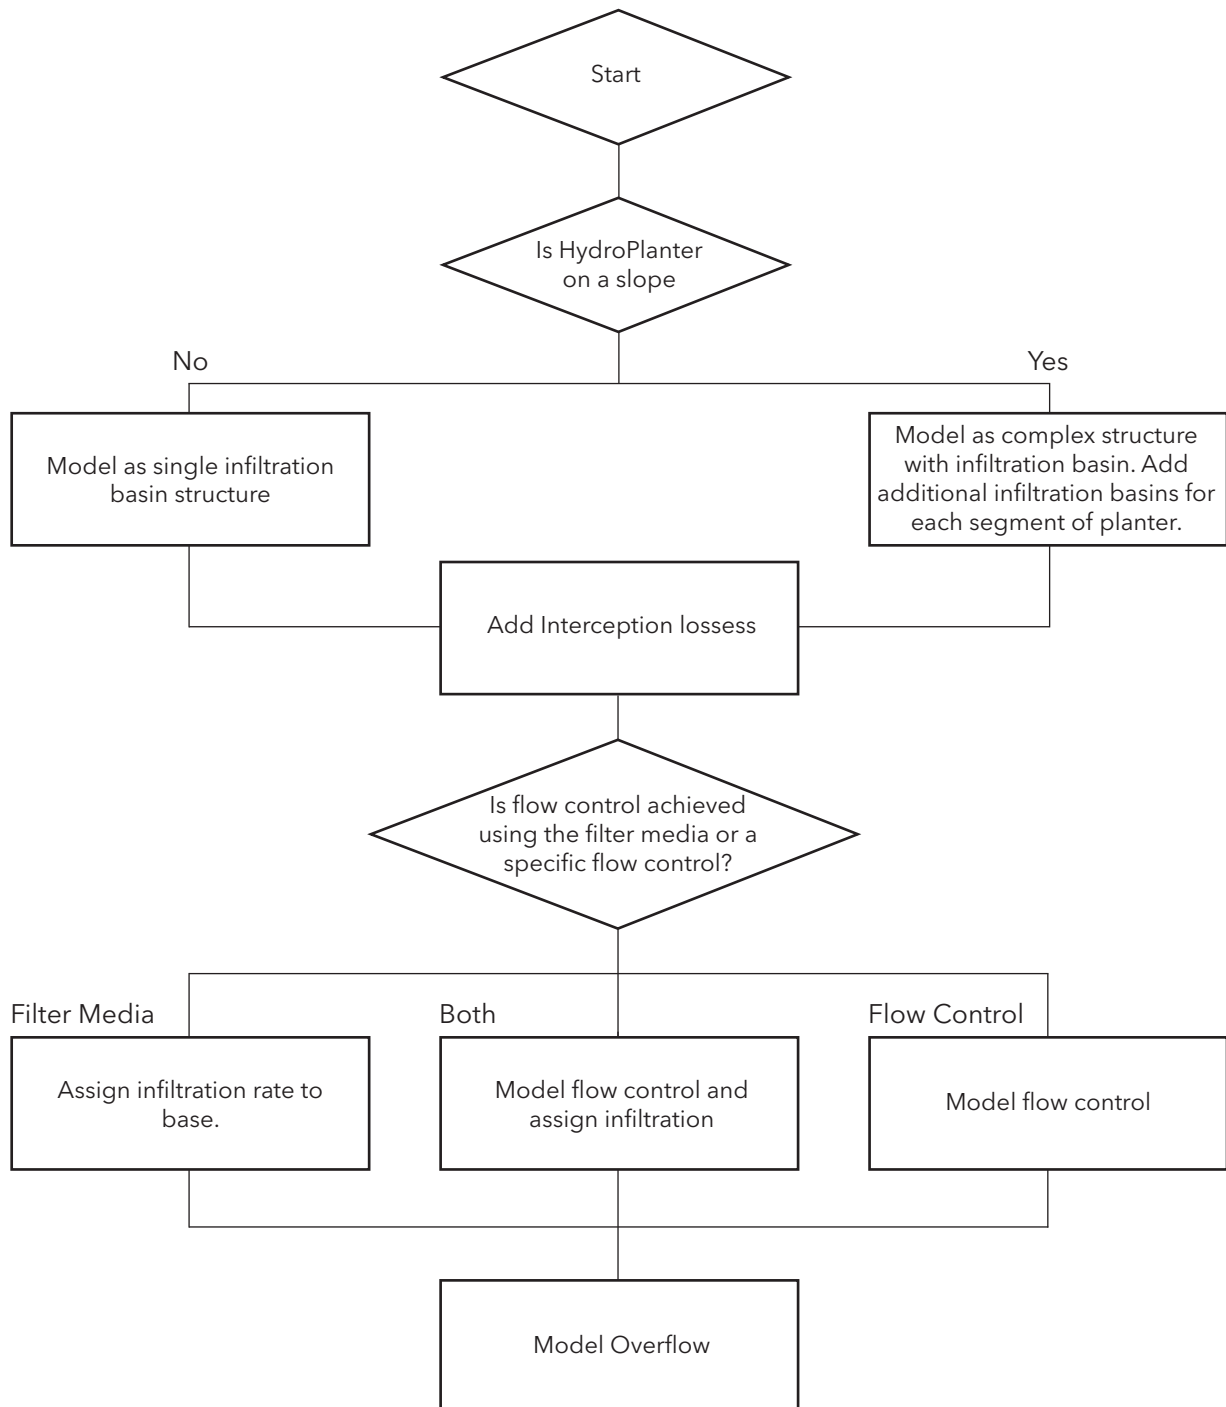 Start
Is HydroPlanter
on a slope
No
Yes
Model as single infiltration
basin structure
Model as complex structure
with infiltration basin. Add
additional infiltration basins for
each segment of planter.
Add Interception lossess
Is flow control achieved
using the filter media or a
specific flow control?
Filter Media
Both
Flow Control
Assign infiltration rate to
base.
Model flow control and
assign infiltration
Model flow control
Model Overflow